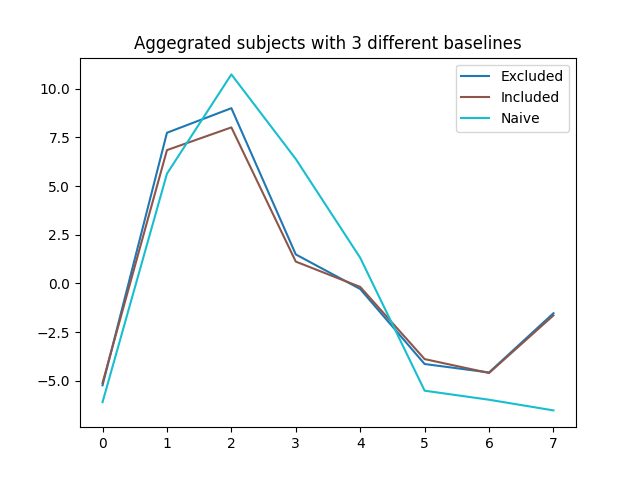 Aggegrated subjects with 3 different baselines
Excluded
Included
Naive
10.0
7.5
5.0
2.5
0.0
−2.5
−5.0
0 1 2 3 4 5 6 7